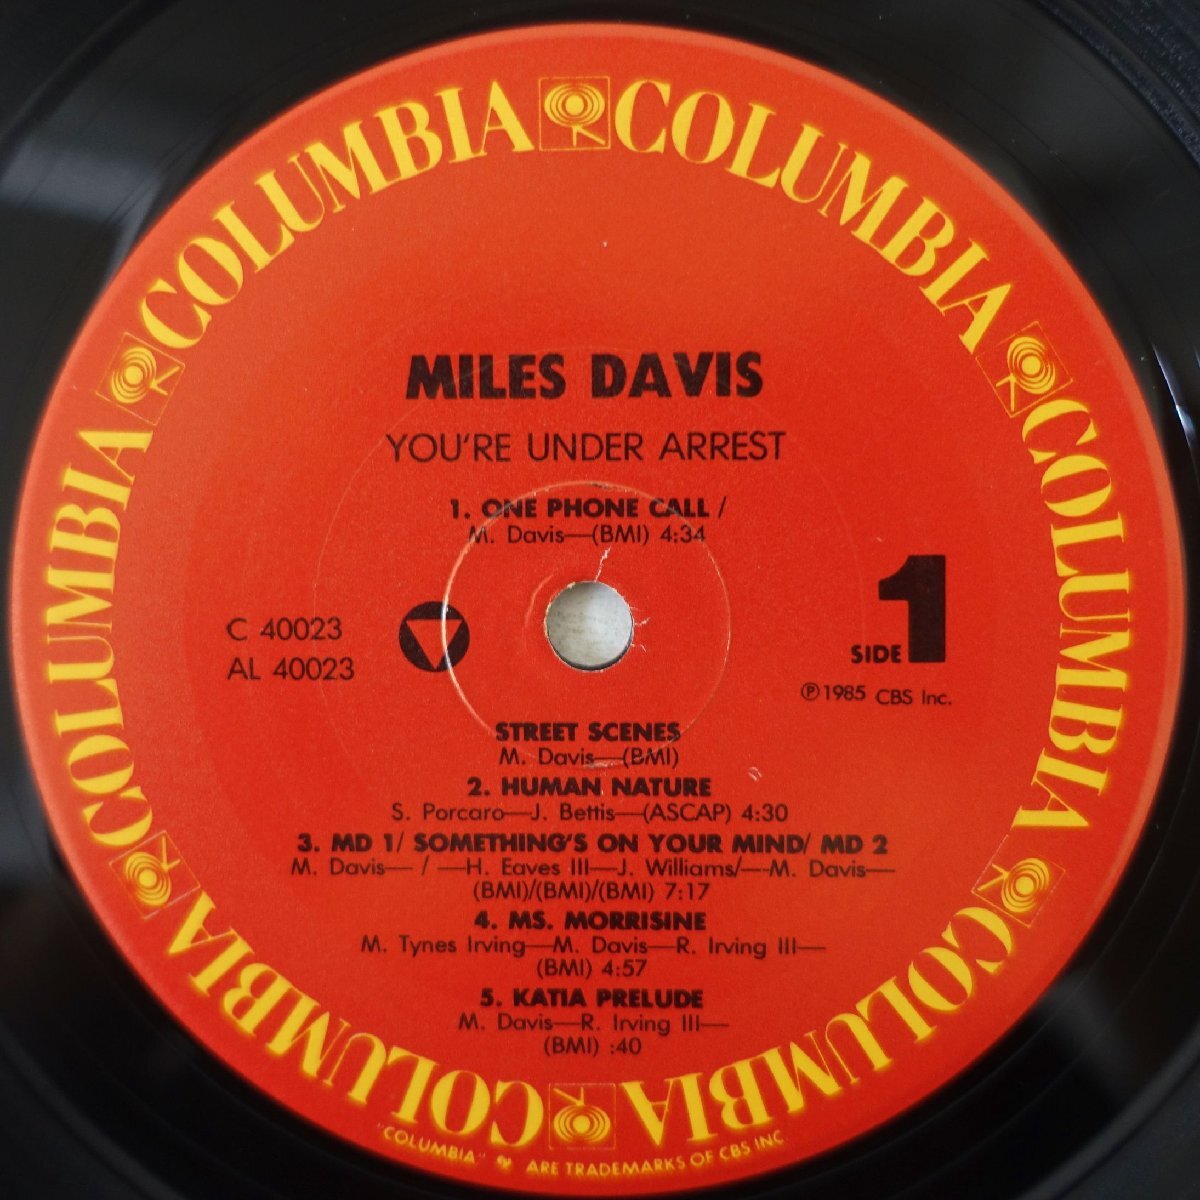 COLUMBIA COLUMBIA COLUMBIA COLUMBIA COLUMBIA COLUMBIA
MILES DAVIS
YOU'RE UNDER ARREST
1. ONE PHONE CALL /
M. Davis—(BMI) 4:34
C 40023
AL 40023
SIDE 1
℗ 1985 CBS Inc.
STREET SCENES
M. Davis—(BMI)
2. HUMAN NATURE
S. Porcaro—J. Bettis—(ASCAP) 4:30
3. MD 1/ SOMETHING'S ON YOUR MIND/ MD 2
M. Davis— / —H. Eaves III—J. Williams/—M. Davis—
(BMI)/(BMI)/(BMI) 7:17
4. MS. MORRISINE
M. Tynes Irving—M. Davis—R. Irving III—
(BMI) 4:57
5. KATIA PRELUDE
M. Davis—R. Irving III—
(BMI) :40
"COLUMBIA" ARE TRADEMARKS OF CBS INC.